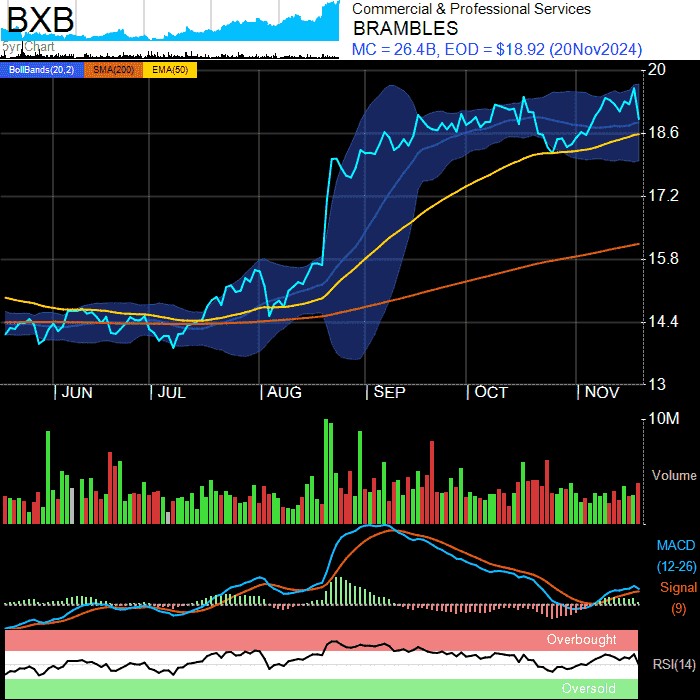 BXB
5yr Chart
Commercial & Professional Services
BRAMBLES
MC = 26.4B, EOD = $18.92 (20Nov2024)
BollBands(20,2) SMA(200) EMA(50)
20
18.6
17.2
15.8
14.4
13
JUN JUL AUG SEP OCT NOV
10M
Volume
MACD
(12-26)
Signal
(9)
Overbought
RSI(14)
Oversold